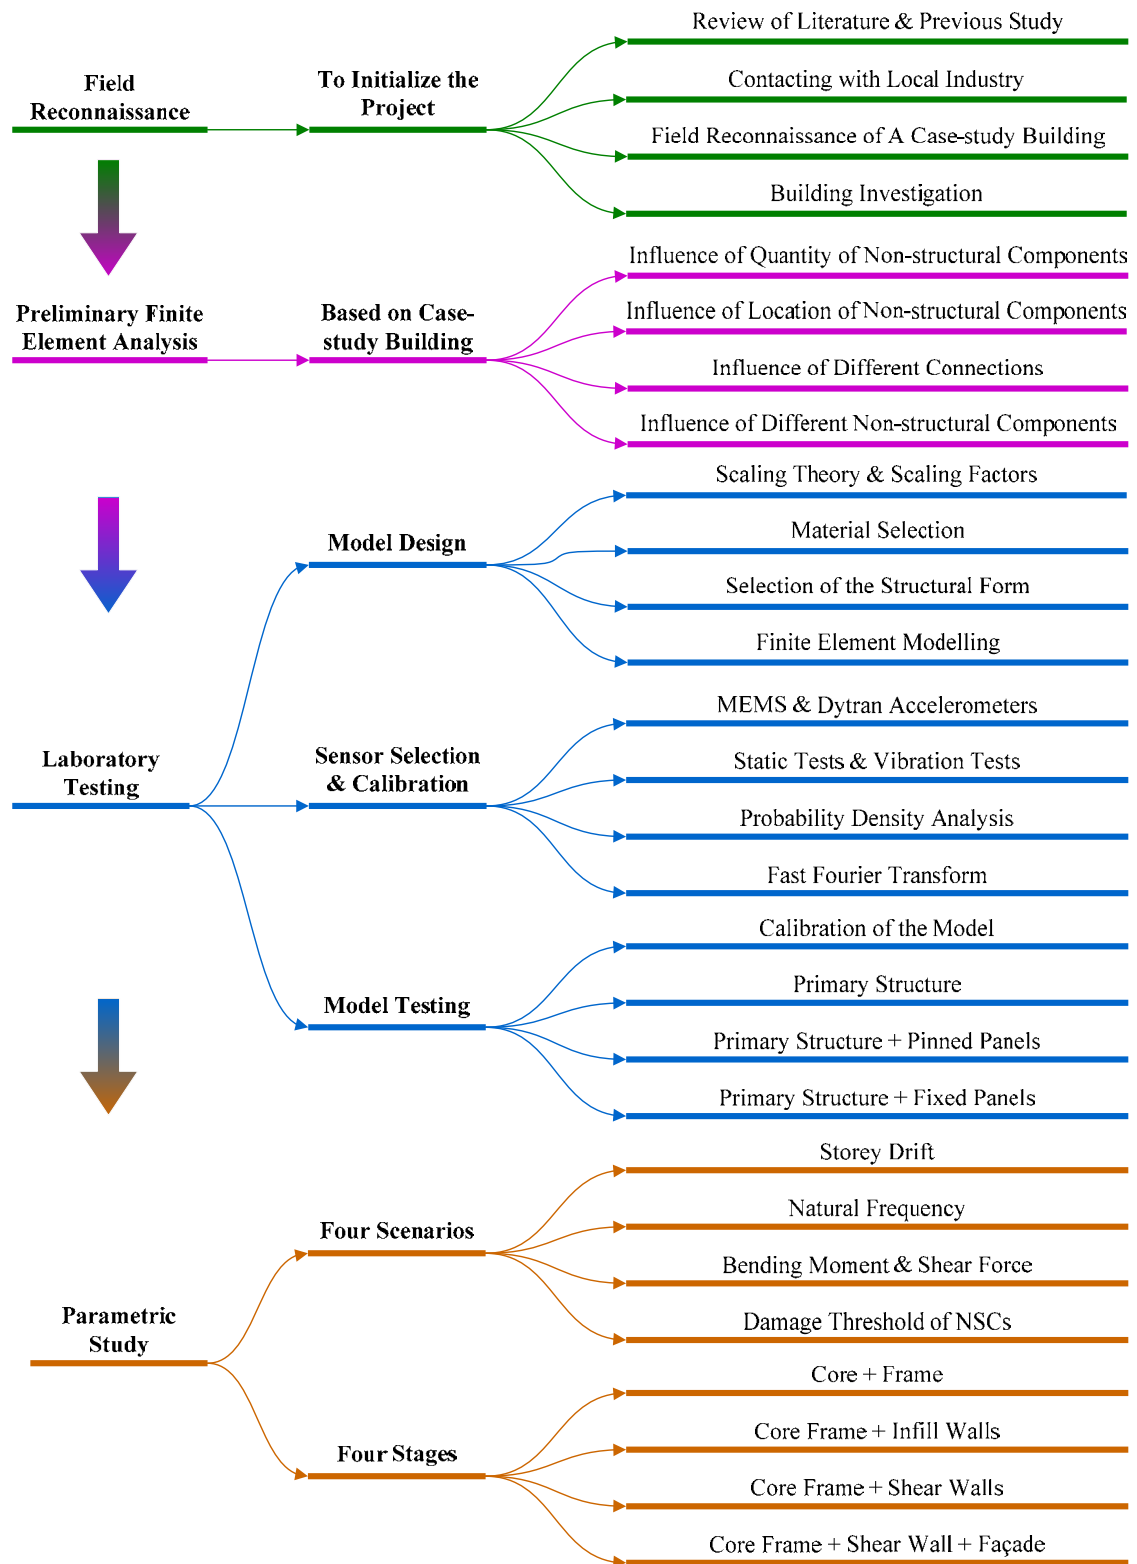 Field
Reconnaissance
To Initialize the
Project
Review of Literature & Previous Study
Contacting with Local Industry
Field Reconnaissance of A Case-study Building
Building Investigation
Preliminary Finite
Element Analysis
Based on Case-
study Building
Influence of Quantity of Non-structural Components
Influence of Location of Non-structural Components
Influence of Different Connections
Influence of Different Non-structural Components
Laboratory
Testing
Model Design
Scaling Theory & Scaling Factors
Material Selection
Selection of the Structural Form
Finite Element Modelling
Sensor Selection
& Calibration
MEMS & Dytran Accelerometers
Static Tests & Vibration Tests
Probability Density Analysis
Fast Fourier Transform
Model Testing
Calibration of the Model
Primary Structure
Primary Structure + Pinned Panels
Primary Structure + Fixed Panels
Parametric
Study
Four Scenarios
Storey Drift
Natural Frequency
Bending Moment & Shear Force
Damage Threshold of NSCs
Four Stages
Core + Frame
Core Frame + Infill Walls
Core Frame + Shear Walls
Core Frame + Shear Wall + Façade